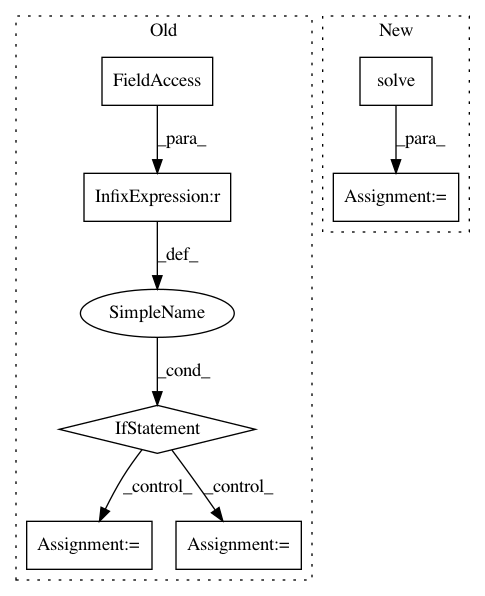 Old
New
FieldAccess
solve
_para_
_para_
InfixExpression:r
Assignment:=
_def_
SimpleName
_cond_
IfStatement
_control_
_control_
Assignment:=
Assignment:=